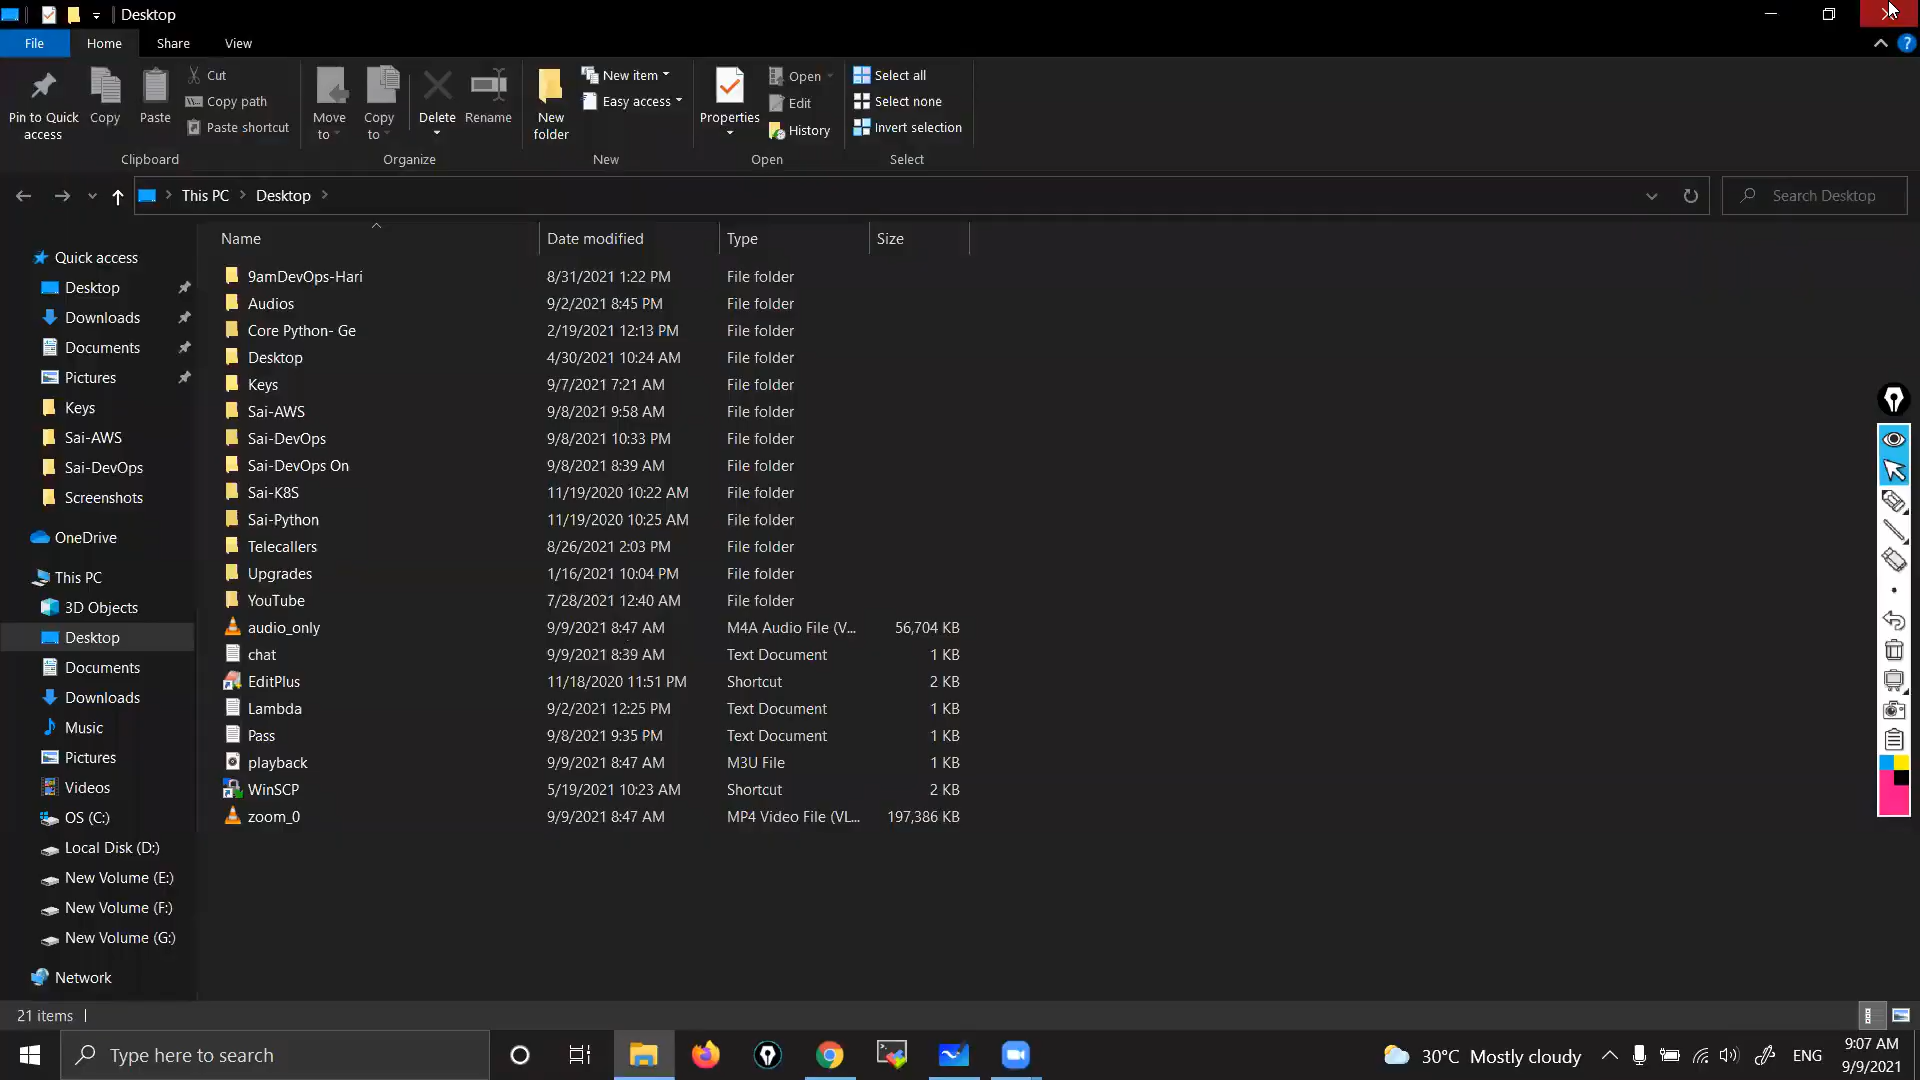 Desktop
File Home Share View
Pin to Quick access
Copy
Paste
Cut
Copy path
Paste shortcut
Move to
Copy to
Delete
Rename
New folder
New item
Easy access
Properties
Open
Edit
History
Select all
Select none
Invert selection
Clipboard Organize New Open Select
This PC Desktop Search Desktop
Name Date modified Type Size
Quick access
Desktop
Downloads
Documents
Pictures
Keys
Sai-AWS
Sai-DevOps
Screenshots
OneDrive
This PC
3D Objects
Desktop
Documents
Downloads
Music
Pictures
Videos
OS (C:)
Local Disk (D:)
New Volume (E:)
New Volume (F:)
New Volume (G:)
Network
9amDevOps-Hari 8/31/2021 1:22 PM File folder
Audios 9/2/2021 8:45 PM File folder
Core Python- Ge 2/19/2021 12:13 PM File folder
Desktop 4/30/2021 10:24 AM File folder
Keys 9/7/2021 7:21 AM File folder
Sai-AWS 9/8/2021 9:58 AM File folder
Sai-DevOps 9/8/2021 10:33 PM File folder
Sai-DevOps On 9/8/2021 8:39 AM File folder
Sai-K8S 11/19/2020 10:22 AM File folder
Sai-Python 11/19/2020 10:25 AM File folder
Telecallers 8/26/2021 2:03 PM File folder
Upgrades 1/16/2021 10:04 PM File folder
YouTube 7/28/2021 12:40 AM File folder
audio_only 9/9/2021 8:47 AM M4A Audio File (V... 56,704 KB
chat 9/9/2021 8:39 AM Text Document 1 KB
EditPlus 11/18/2020 11:51 PM Shortcut 2 KB
Lambda 9/2/2021 12:25 PM Text Document 1 KB
Pass 9/8/2021 9:35 PM Text Document 1 KB
playback 9/9/2021 8:47 AM M3U File 1 KB
WinSCP 5/19/2021 10:23 AM Shortcut 2 KB
zoom_0 9/9/2021 8:47 AM MP4 Video File (VL... 197,386 KB
21 items
Type here to search
30°C Mostly cloudy
ENG
9:07 AM
9/9/2021